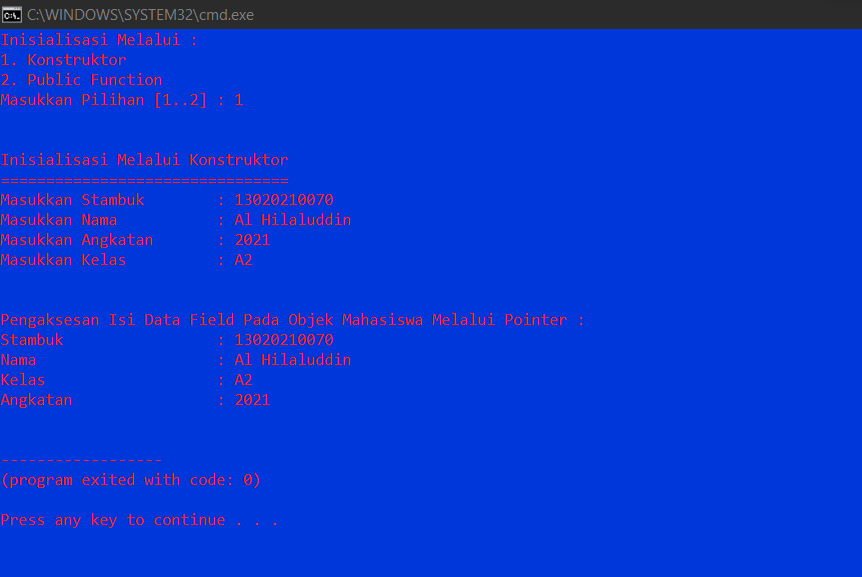 C:\WINDOWS\SYSTEM32\cmd.exe
Inisialisasi Melalui :
1. Konstruktor
2. Public Function
Masukkan Pilihan [1..2] : 1
Inisialisasi Melalui Konstruktor
================================
Masukkan Stambuk        : 13020210070
Masukkan Nama           : Al Hilaluddin
Masukkan Angkatan       : 2021
Masukkan Kelas          : A2
Pengaksesan Isi Data Field Pada Objek Mahasiswa Melalui Pointer :
Stambuk                 : 13020210070
Nama                    : Al Hilaluddin
Kelas                   : A2
Angkatan                : 2021
------------------
(program exited with code: 0)
Press any key to continue . . .